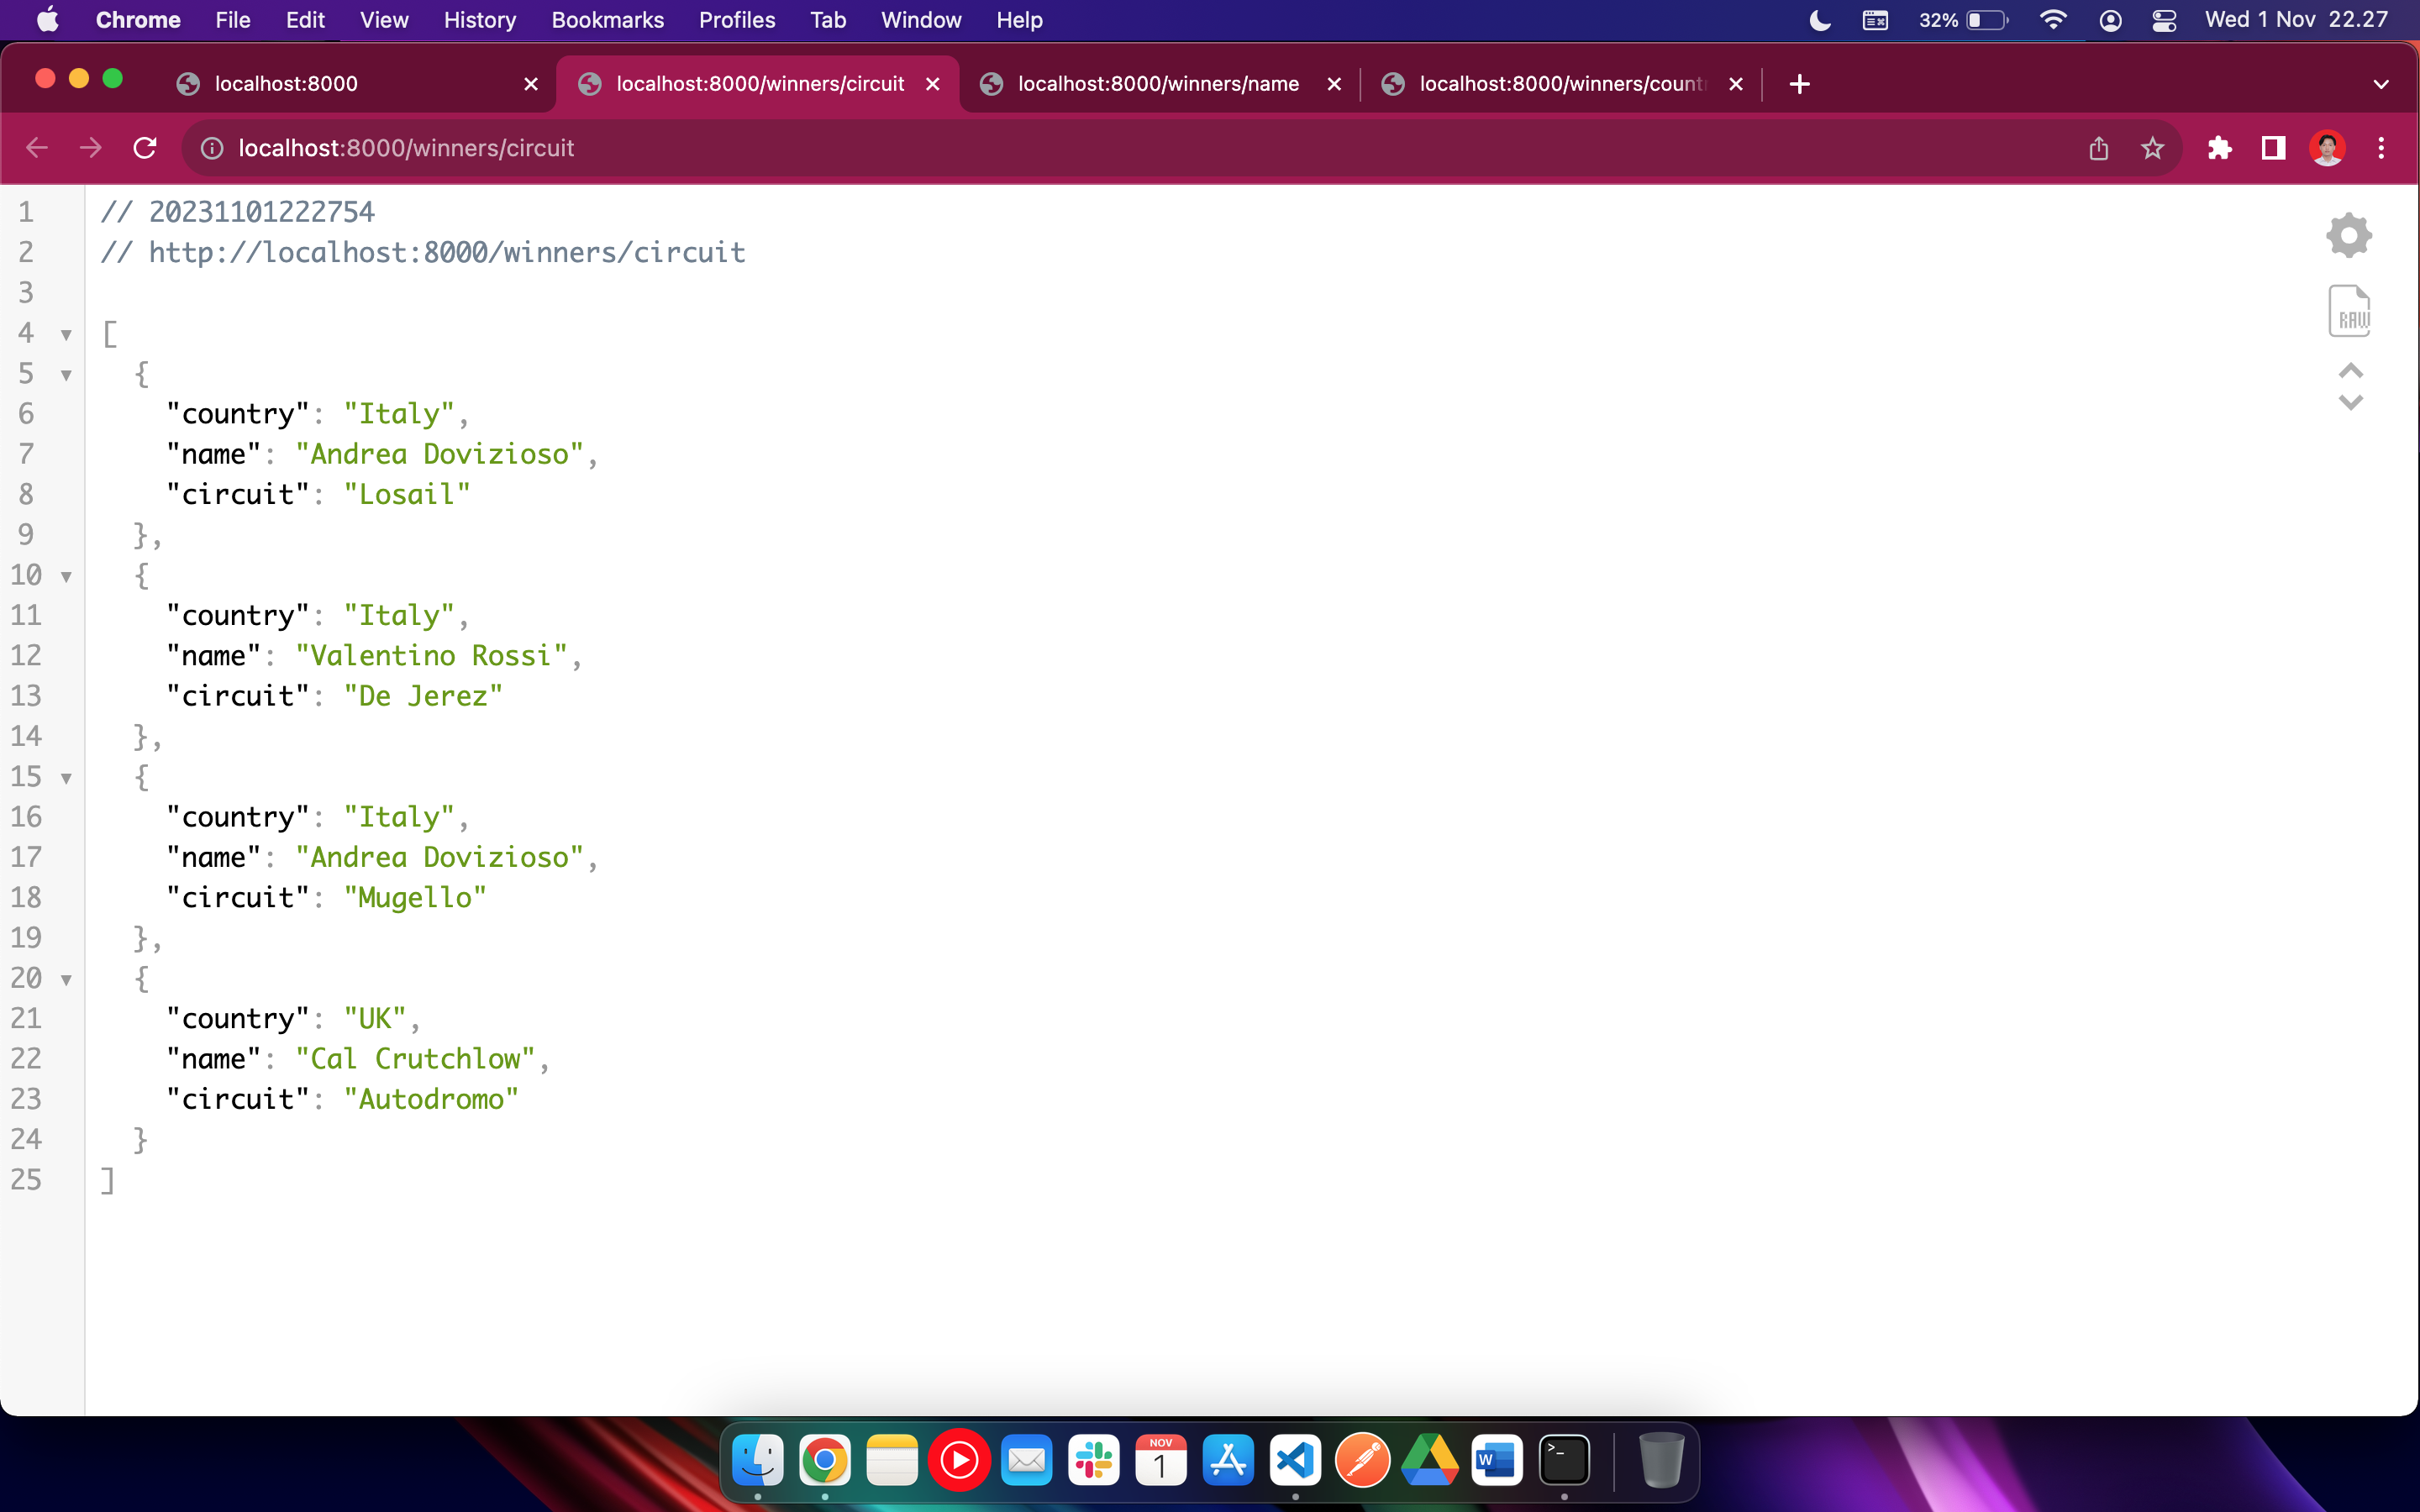 Chrome File Edit View History Bookmarks Profiles Tab Window Help 32% Wed 1 Nov 22.27
localhost:8000 localhost:8000/winners/circuit localhost:8000/winners/name localhost:8000/winners/count
localhost:8000/winners/circuit
1 // 20231101222754
2 // http://localhost:8000/winners/circuit
3
4 [
5 {
6 "country": "Italy",
7 "name": "Andrea Dovizioso",
8 "circuit": "Losail"
9 },
10 {
11 "country": "Italy",
12 "name": "Valentino Rossi",
13 "circuit": "De Jerez"
14 },
15 {
16 "country": "Italy",
17 "name": "Andrea Dovizioso",
18 "circuit": "Mugello"
19 },
20 {
21 "country": "UK",
22 "name": "Cal Crutchlow",
23 "circuit": "Autodromo"
24 }
25 ]
RAW
NOV
1
W
>_